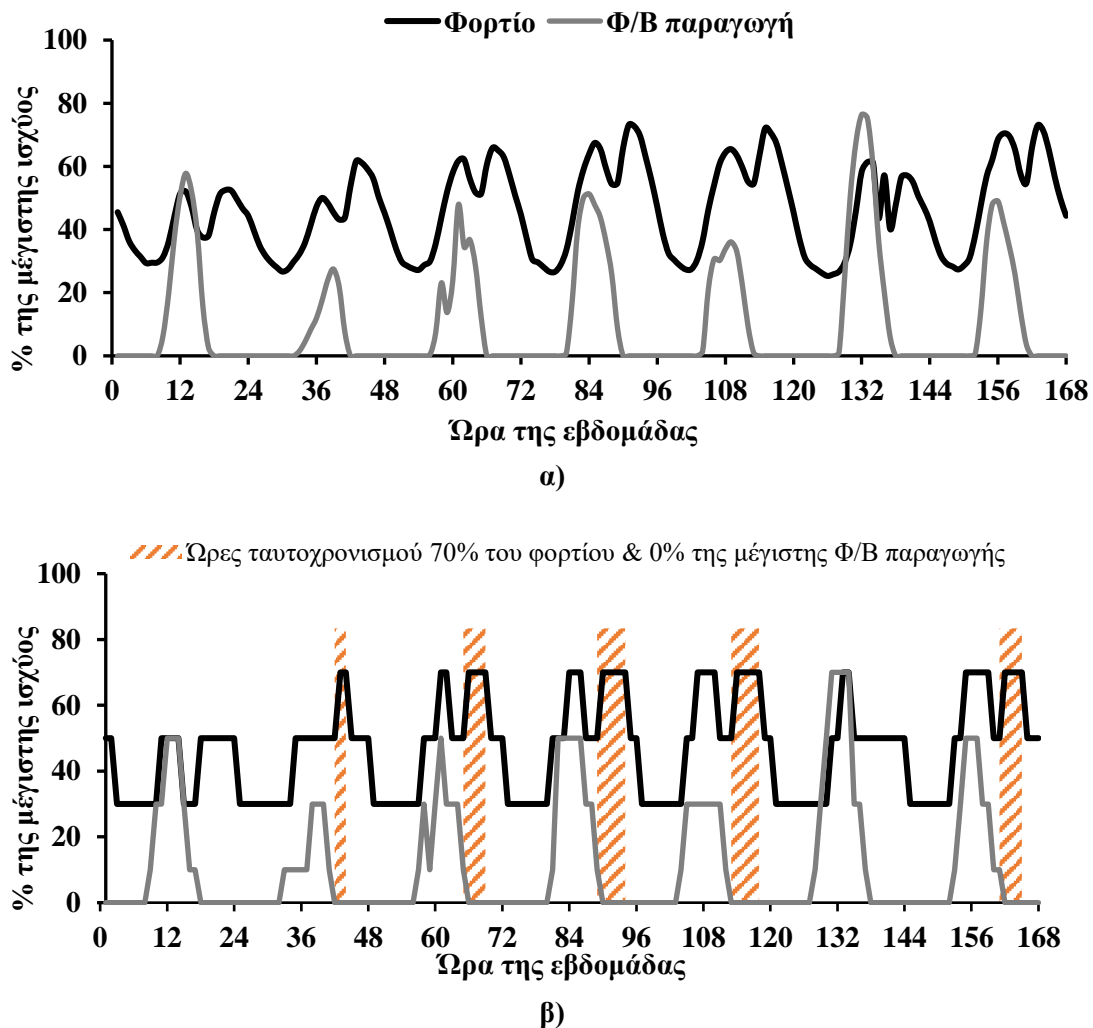 Φορτίο Φ/Β παραγωγή
% της μέγιστης ισχύος
100
80
60
40
20
0
0 12 24 36 48 60 72 84 96 108 120 132 144 156 168
Ώρα της εβδομάδας
α)
Ώρες ταυτοχρονισμού 70% του φορτίου & 0% της μέγιστης Φ/Β παραγωγής
% της μέγιστης ισχύος
100
80
60
40
20
0
0 12 24 36 48 60 72 84 96 108 120 132 144 156 168
Ώρα της εβδομάδας
β)